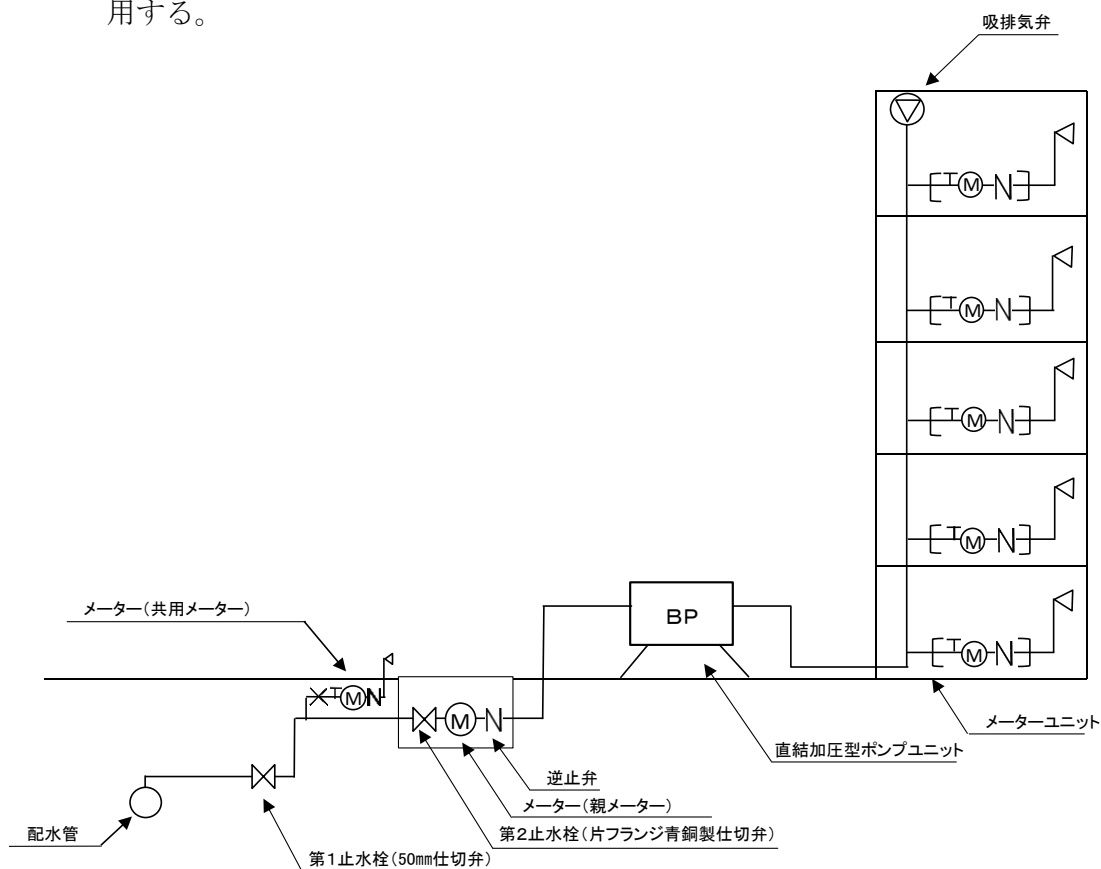 用する。
吸排気弁
T M N
T M N
T M N
T M N
T M N
BP
メーター(共用メーター)
T M N
M N
メーターユニット
直結加圧型ポンプユニット
逆止弁
メーター(親メーター)
配水管
第2止水栓(片フランジ青銅製仕切弁)
第1止水栓(50㎜仕切弁)